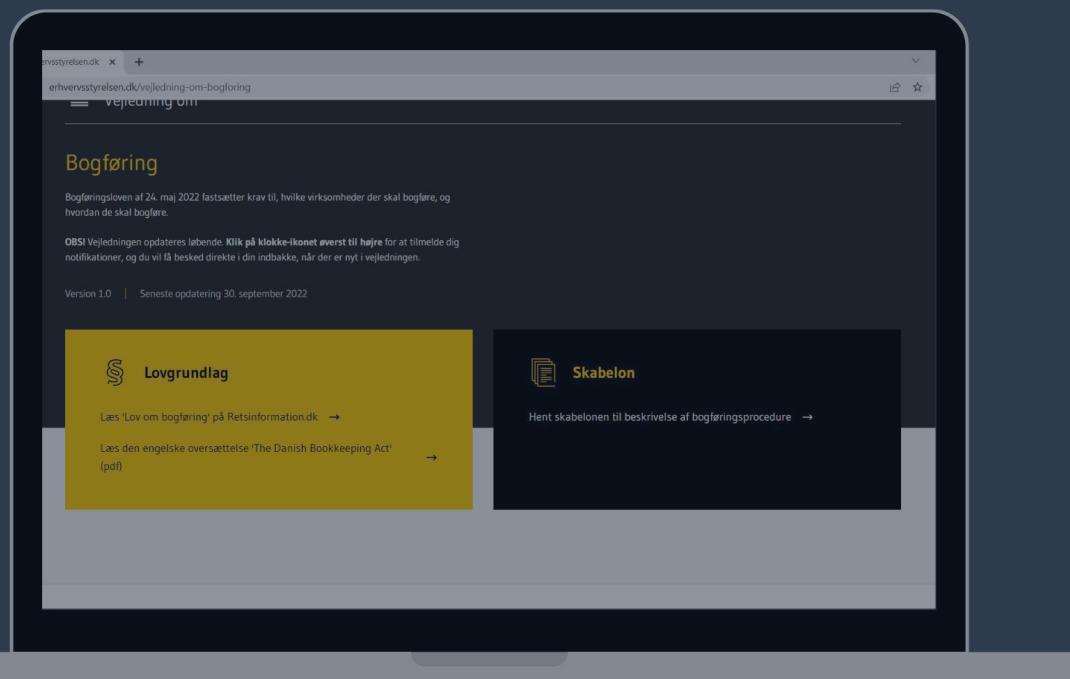 ervsstyrelsen.dk
erhvervsstyrelsen.dk/vejledning-om-bogforing
Vejledning om
Bogføring
Bogføringsloven af 24. maj 2022 fastsætter krav til, hvilke virksomheder der skal bogføre, og
hvordan de skal bogføre.
OBS! Vejledningen opdateres løbende. Klik på klokke-ikonet øverst til højre for at tilmelde dig
notifikationer, og du vil få besked direkte i din indbakke, når der er nyt i vejledningen.
Version 1.0 | Seneste opdatering 30. september 2022
§ Lovgrundlag
Læs 'Lov om bogføring' på Retsinformation.dk →
Læs den engelske oversættelse 'The Danish Bookkeeping Act' →
(pdf)
Skabelon
Hent skabelonen til beskrivelse af bogføringsprocedure →